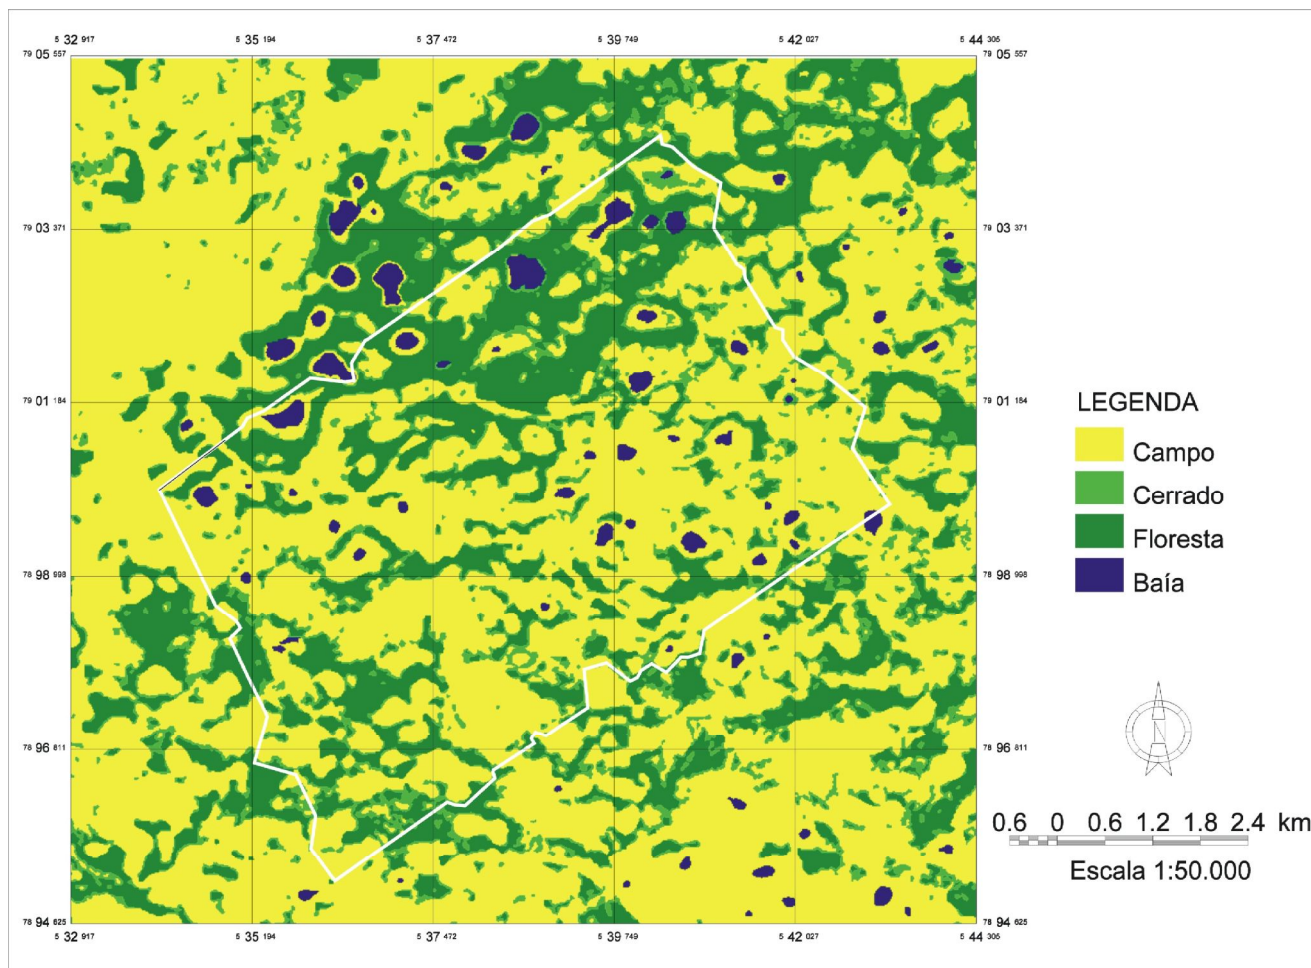 5 32 917 5 35 194 5 37 472 5 39 749 5 42 027 5 44 305
79 05 557 79 05 557
79 03 371 79 03 371
79 01 184 79 01 184
78 98 998 78 98 998
78 96 811 78 96 811
78 94 625 78 94 625
5 32 917 5 35 194 5 37 472 5 39 749 5 42 027 5 44 305
LEGENDA
Campo
Cerrado
Floresta
Baía
N
0.6 0 0.6 1.2 1.8 2.4 km
Escala 1:50.000